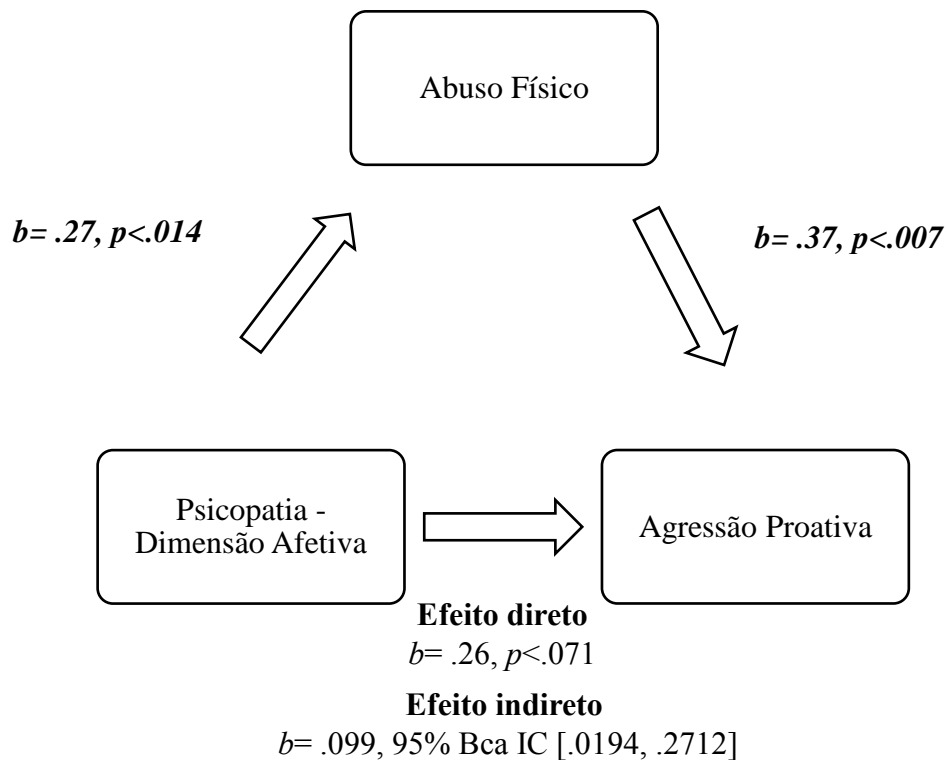 Abuso Físico
b= .27, p<.014
b= .37, p<.007
Psicopatia -
Dimensão Afetiva
Agressão Proativa
Efeito direto
b= .26, p<.071
Efeito indireto
b= .099, 95% Bca IC [.0194, .2712]